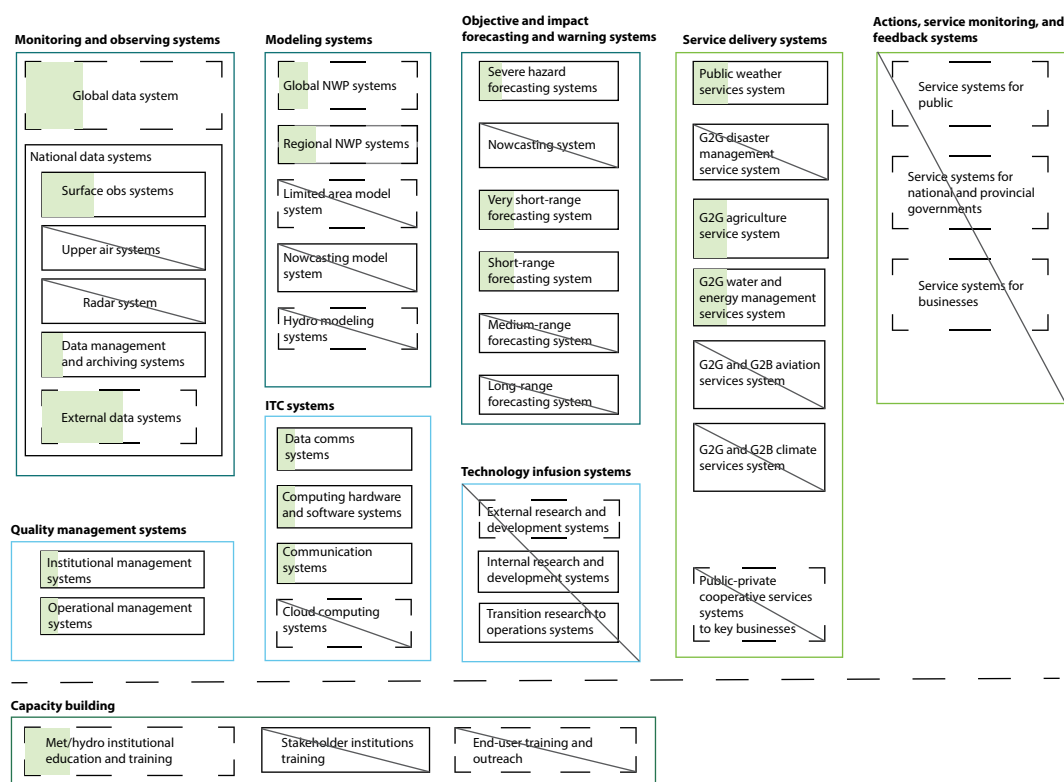 Monitoring and observing systems
Global data system
National data systems
Surface obs systems
Upper air systems
Radar system
Data management
and archiving systems
External data systems
Quality management systems
Institutional management
systems
Operational management
systems
Modeling systems
Global NWP systems
Regional NWP systems
Limited area model
system
Nowcasting model
system
Hydro modeling
systems
ITC systems
Data comms
systems
Computing hardware
and software systems
Communication
systems
Cloud computing
systems
Objective and impact
forecasting and warning systems
Severe hazard
forecasting systems
Nowcasting system
Very short-range
forecasting system
Short-range
forecasting system
Medium-range
forecasting system
Long-range
forecasting system
Technology infusion systems
External research and
development systems
Internal research and
development systems
Transition research to
operations systems
Service delivery systems
Public weather
services system
G2G disaster
management
service system
G2G agriculture
service system
G2G water and
energy management
services system
G2G and G2B aviation
services system
G2G and G2B climate
services system
Public-private
cooperative services
systems
to key businesses
Actions, service monitoring, and
feedback systems
Service systems for
public
Service systems for
national and provincial
governments
Service systems for
businesses
Capacity building
Met/hydro institutional
education and training
Stakeholder institutions
training
End-user training and
outreach